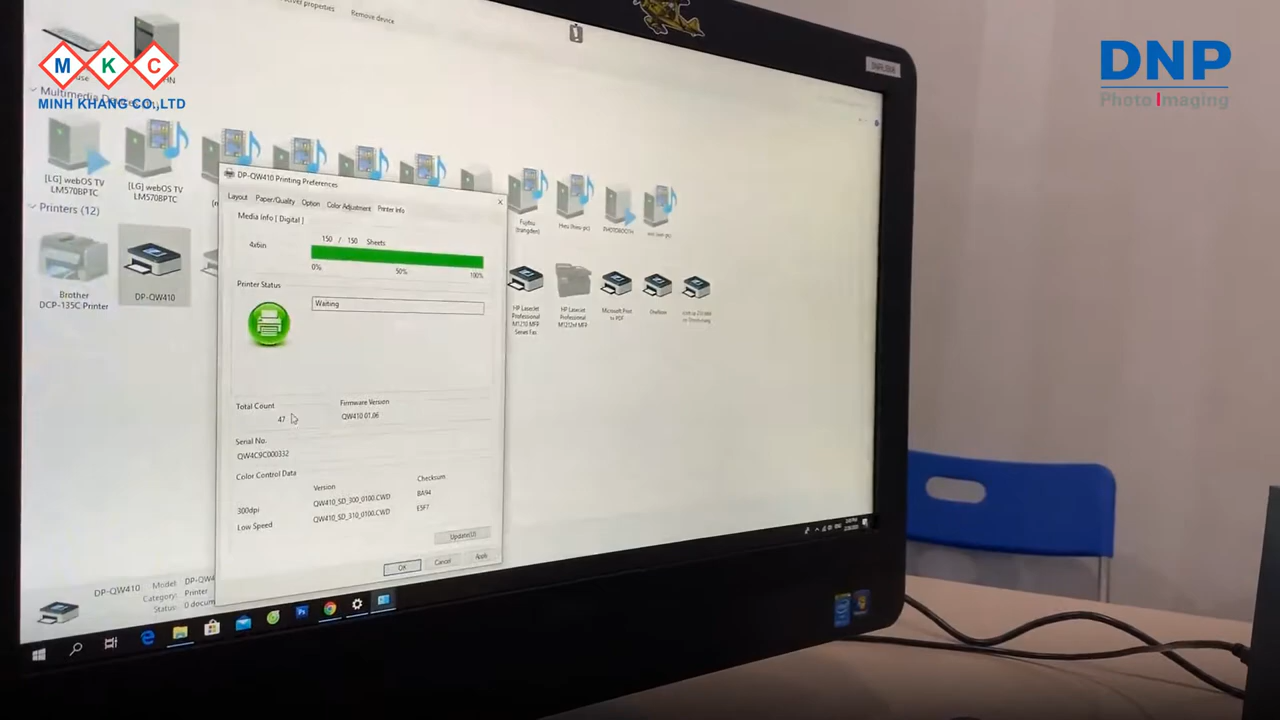 Remove device
M K C
MINH KHANG CO.,LTD
DNP
Photo Imaging
[LG] webOS TV
LM570BPTC
[LG] webOS TV
LM570BPTC
Printers (12)
Brother
DCP-135C Printer
DP-QW410
DP-QW410 Printing Preferences
Layout Paper/Quality Option Color Adjustment Printer Info
Media Info [ Digital ]
4x6in
150 / 150 Sheets
0% 50% 100%
Printer Status
Waiting
Total Count
47
Firmware Version
QW410 01.06
Serial No.
QW4C9C000332
Color Control Data
Version Checksum
300dpi QW410_SD_300_0100.CWD BA94
Low Speed QW410_SD_310_0100.CWD E5F7
Update(U)
OK Cancel Apply
Fujitsu
HP LaserJet
Professional
M1210 MFP
Series Fax
HP LaserJet
Professional
M1212nf MFP
Microsoft Print
to PDF
OneNote
DP-QW410
Model:
Category: Printer
Status: